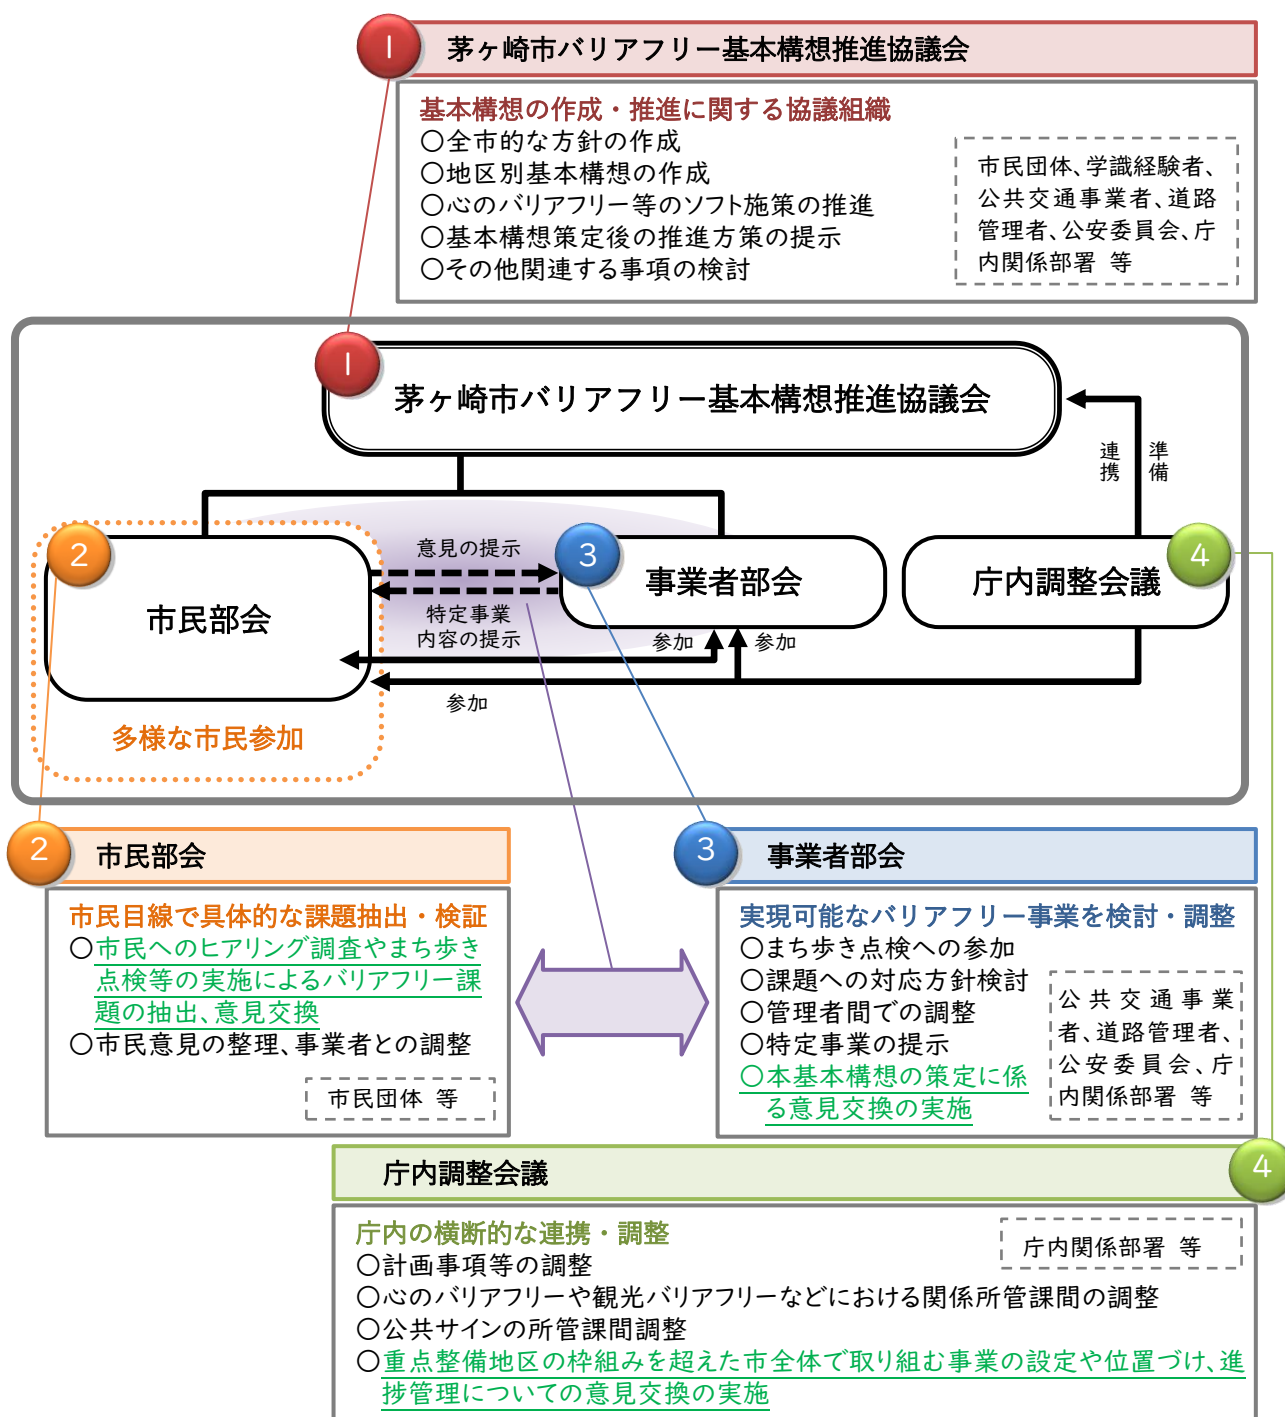 1
茅ヶ崎市バリアフリー基本構想推進協議会
基本構想の作成・推進に関する協議組織
〇全市的な方針の作成
〇地区別基本構想の作成
〇心のバリアフリー等のソフト施策の推進
〇基本構想策定後の推進方策の提示
〇その他関連する事項の検討
市民団体、学識経験者、
公共交通事業者、道路
管理者、公安委員会、庁
内関係部署 等
1
茅ヶ崎市バリアフリー基本構想推進協議会
連携
準備
2
市民部会
多様な市民参加
意見の提示
特定事業
内容の提示
3
事業者部会
参加
参加
参加
4
庁内調整会議
2
市民部会
市民目線で具体的な課題抽出・検証
〇市民へのヒアリング調査やまち歩き
点検等の実施によるバリアフリー課
題の抽出、意見交換
〇市民意見の整理、事業者との調整
市民団体 等
3
事業者部会
実現可能なバリアフリー事業を検討・調整
〇まち歩き点検への参加
〇課題への対応方針検討
〇管理者間での調整
〇特定事業の提示
〇本基本構想の策定に係
る意見交換の実施
公共交通事業
者、道路管理者、
公安委員会、庁
内関係部署 等
庁内調整会議
4
庁内の横断的な連携・調整
〇計画事項等の調整
〇心のバリアフリーや観光バリアフリーなどにおける関係所管課間の調整
〇公共サインの所管課間調整
〇重点整備地区の枠組みを超えた市全体で取り組む事業の設定や位置づけ、進
捗管理についての意見交換の実施
庁内関係部署 等